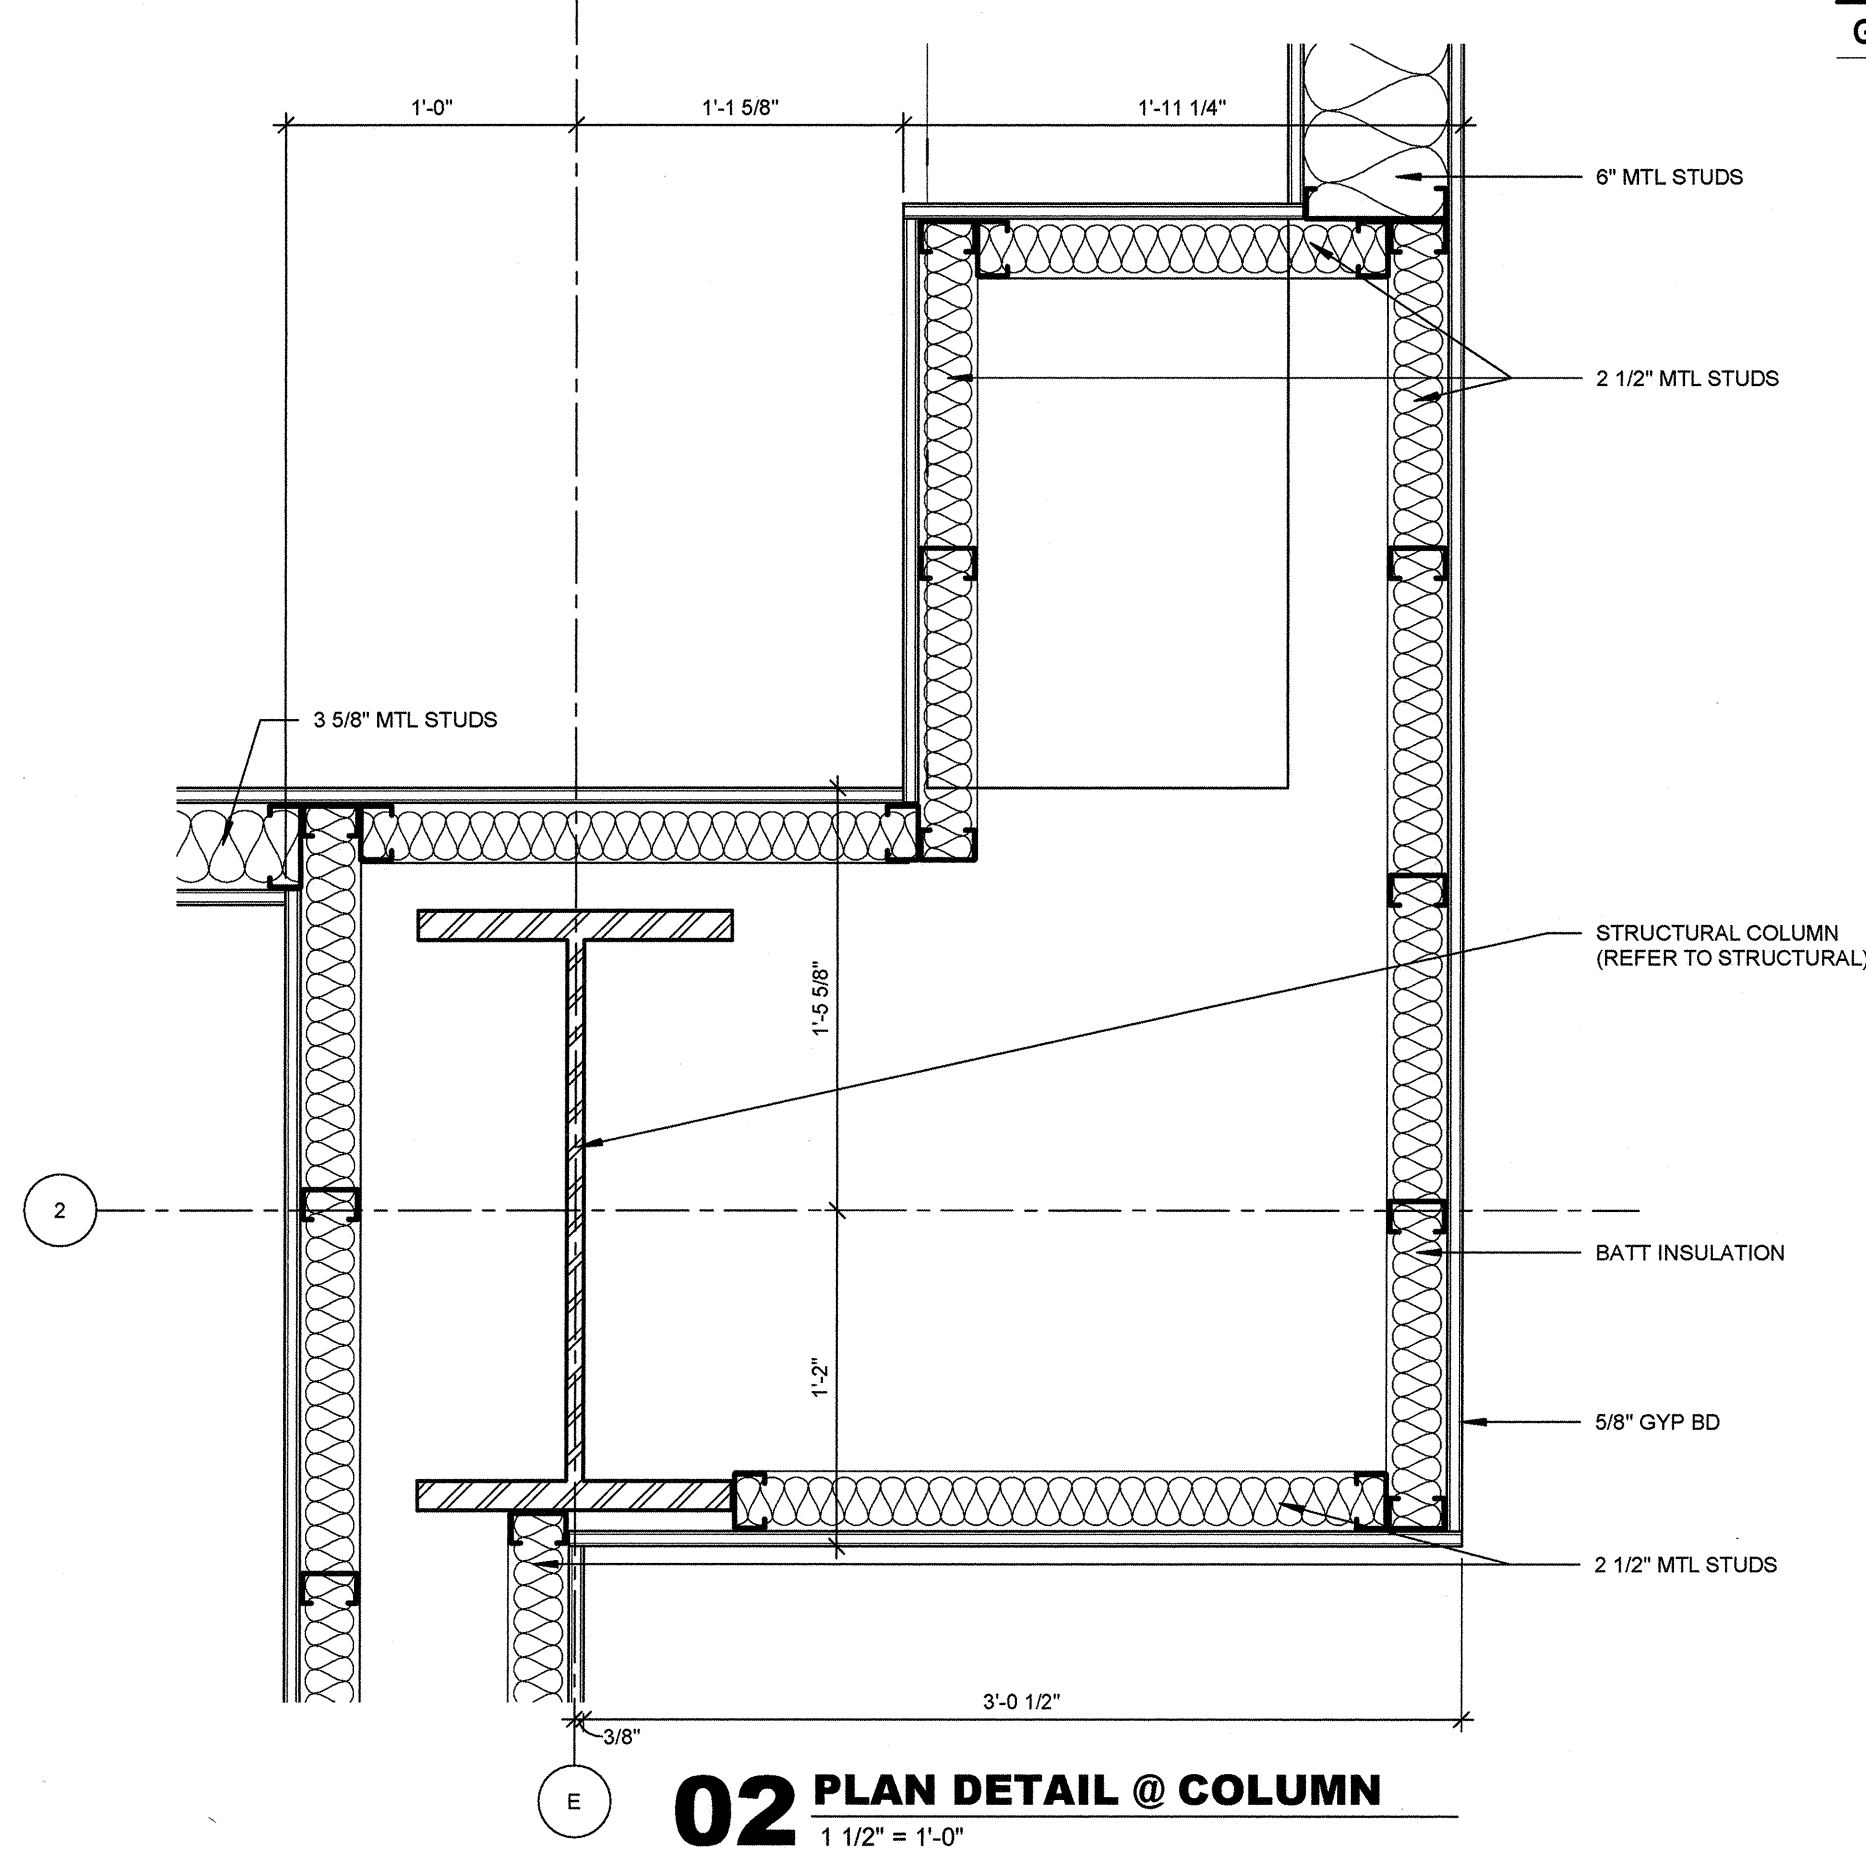 G
1'-0"
1'-1 5/8"
1'-11 1/4"
6" MTL STUDS
2 1/2" MTL STUDS
3 5/8" MTL STUDS
STRUCTURAL COLUMN
(REFER TO STRUCTURAL)
1'-5 5/8"
2
BATT INSULATION
1'-2"
5/8" GYP BD
2 1/2" MTL STUDS
3'-0 1/2"
3/8"
E
02 PLAN DETAIL @ COLUMN
1 1/2" = 1'-0"